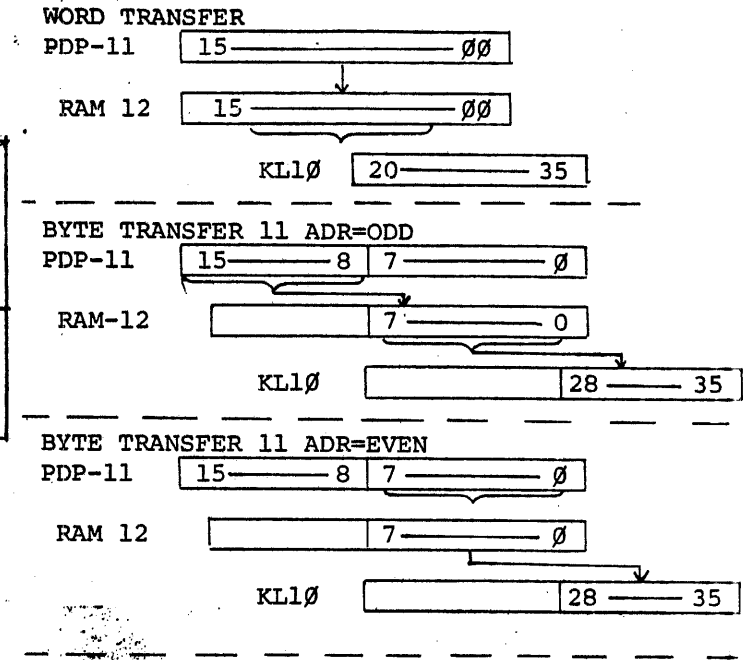 WORD TRANSFER
PDP-11 15 ØØ
RAM 12 15 ØØ
KL1Ø 20 35
BYTE TRANSFER 11 ADR=ODD
PDP-11 15 8 7 Ø
RAM-12 7 0
KL1Ø 28 35
BYTE TRANSFER 11 ADR=EVEN
PDP-11 15 8 7 Ø
RAM 12 7 Ø
KL1Ø 28 35